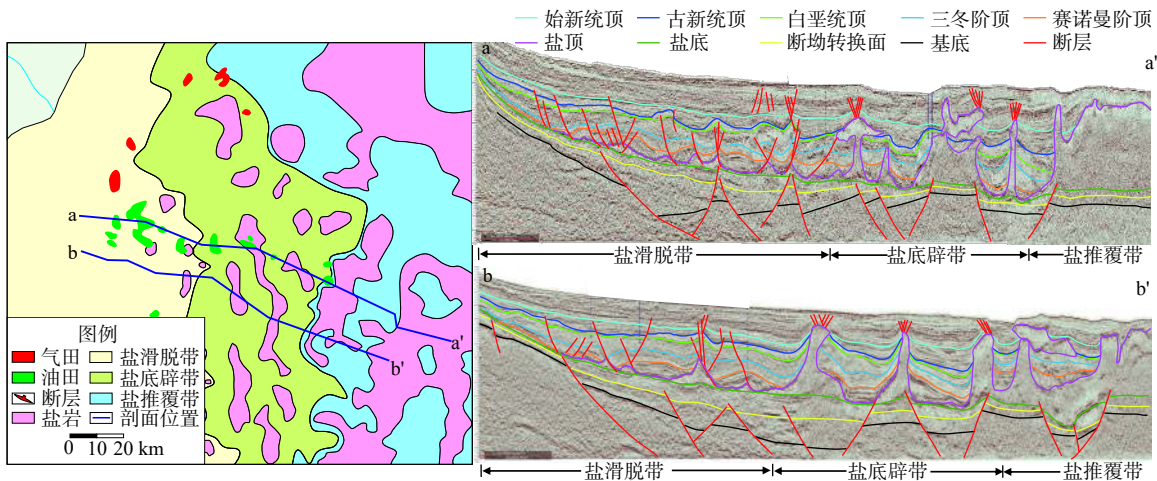 始新统顶 古新统顶 白垩统顶 三冬阶顶 赛诺曼阶顶
盐顶 盐底 断坳转换面 基底 断层
a
a'
盐滑脱带 盐底辟带 盐推覆带
b
b'
盐滑脱带 盐底辟带 盐推覆带
a
b
a'
b'
图例
气田 盐滑脱带
油田 盐底辟带
断层 盐推覆带
盐岩 剖面位置
0 10 20 km